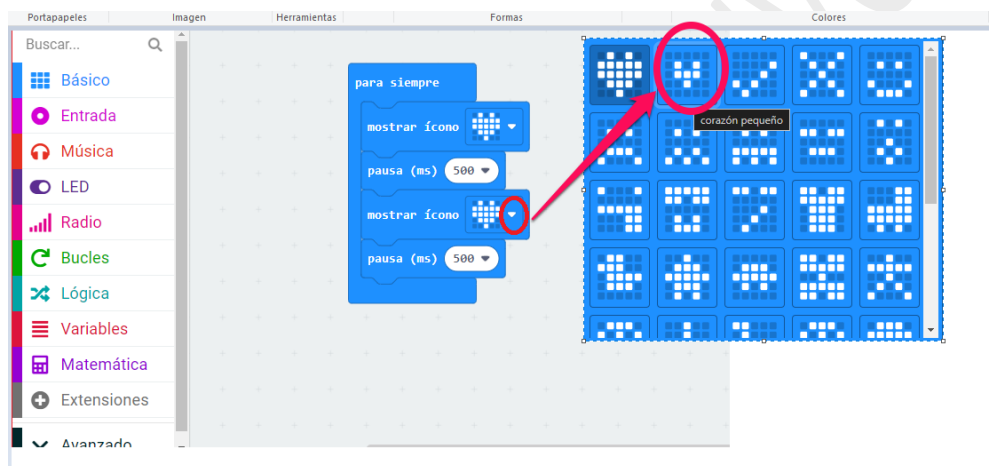 Portapapeles Imagen Herramientas Formas Colores
Buscar...
Básico
Entrada
Música
LED
Radio
Bucles
Lógica
Variables
Matemática
Extensiones
Avanzado
para siempre
mostrar ícono
pausa (ms) 500
mostrar ícono
pausa (ms) 500
corazón pequeño